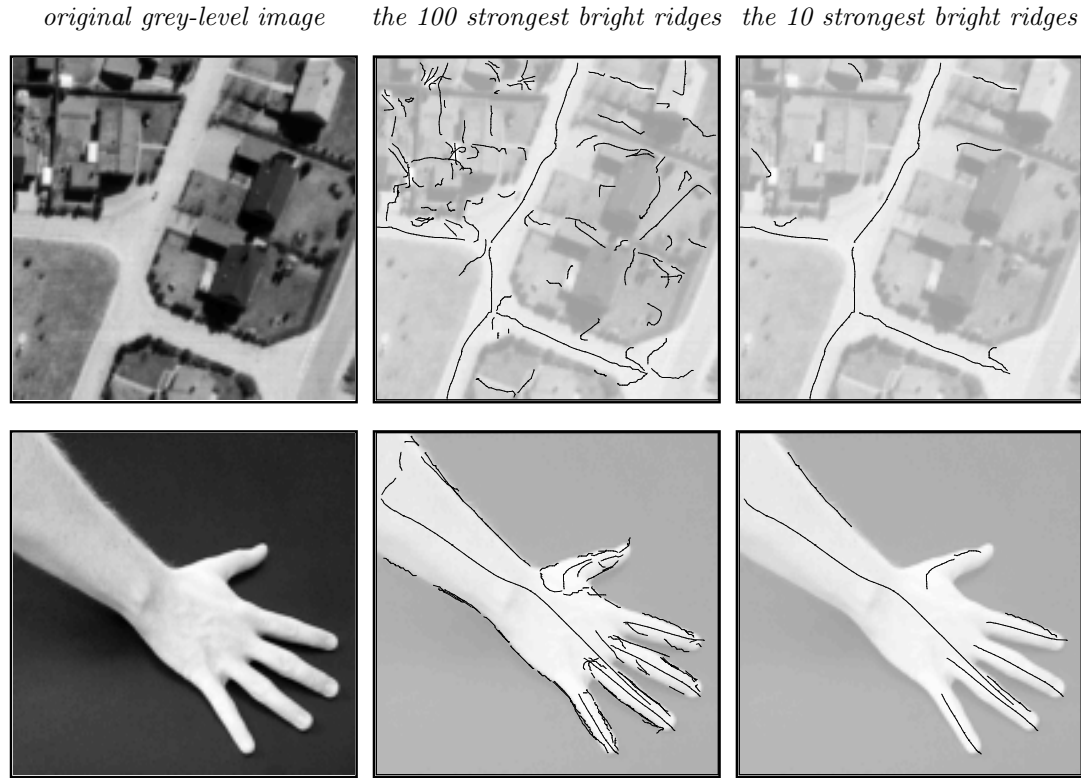 original grey-level image
the 100 strongest bright ridges
the 10 strongest bright ridges